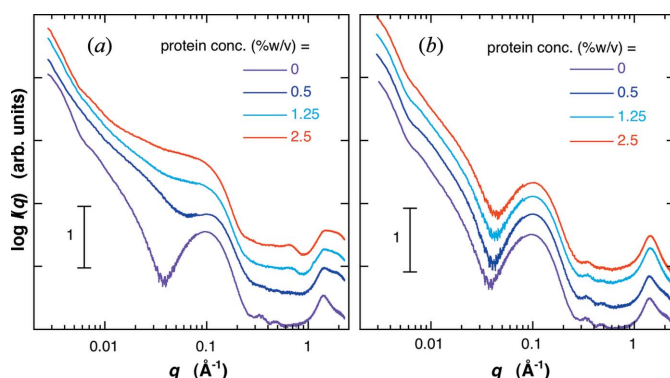 (a)
protein conc. (%w/v) =
0
0.5
1.25
2.5
1
log I(q) (arb. units)
0.01
0.1
1
q (Å-1)
(b)
protein conc. (%w/v) =
0
0.5
1.25
2.5
1
0.01
0.1
1
q (Å-1)